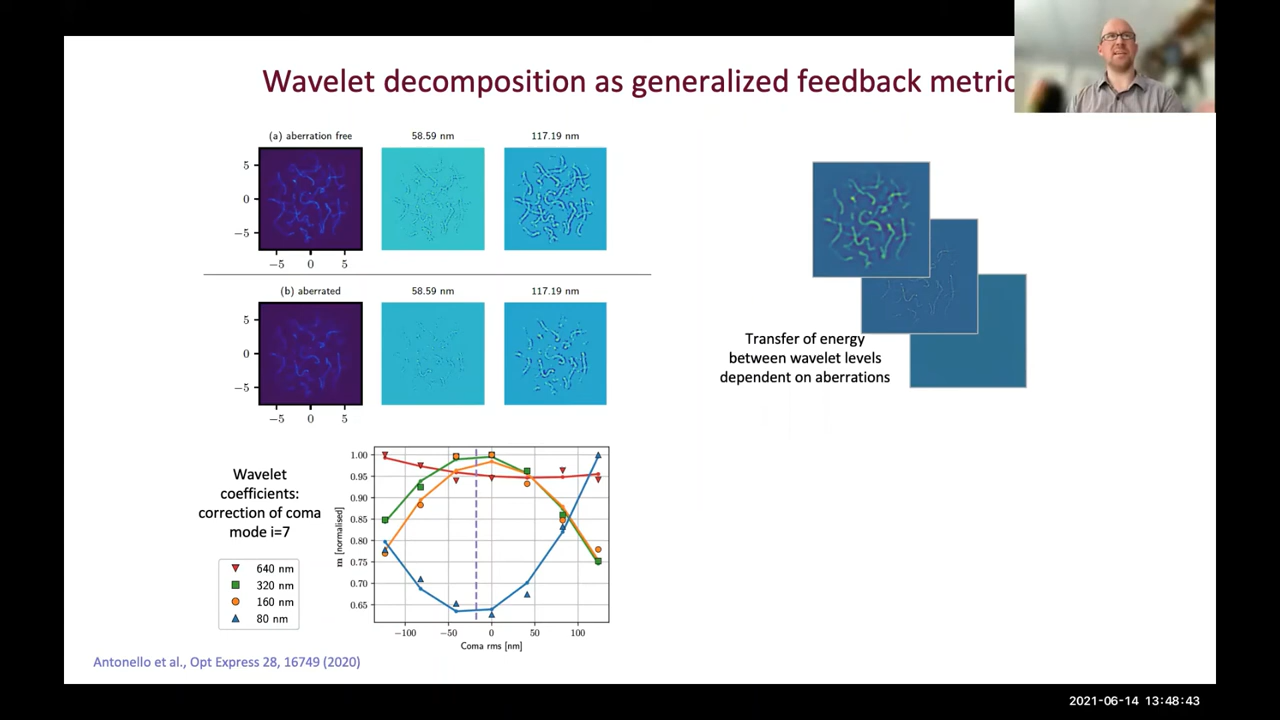 Wavelet decomposition as generalized feedback metric
(a) aberration free
58.59 nm
117.19 nm
5
0
−5
−5 0 5
(b) aberrated
58.59 nm
117.19 nm
5
0
−5
−5 0 5
Transfer of energy
between wavelet levels
dependent on aberrations
Wavelet
coefficients:
correction of coma
mode i=7
640 nm
320 nm
160 nm
80 nm
m [normalised]
1.00
0.95
0.90
0.85
0.80
0.75
0.70
0.65
−100 −50 0 50 100
Coma rms [nm]
Antonello et al., Opt Express 28, 16749 (2020)
2021-06-14 13:48:43